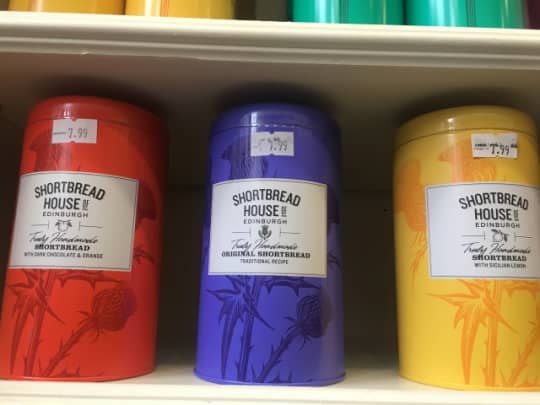 7.99
SHORTBREAD
HOUSE OF
EDINBURGH
Truly Handmade
SHORTBREAD
WITH DARK CHOCOLATE & ORANGE
7.99
SHORTBREAD
HOUSE OF
EDINBURGH
Truly Handmade
ORIGINAL SHORTBREAD
TRADITIONAL RECIPE
7.99
SHORTBREAD
HOUSE OF
EDINBURGH
Truly Handmade
SHORTBREAD
WITH SICILIAN LEMON